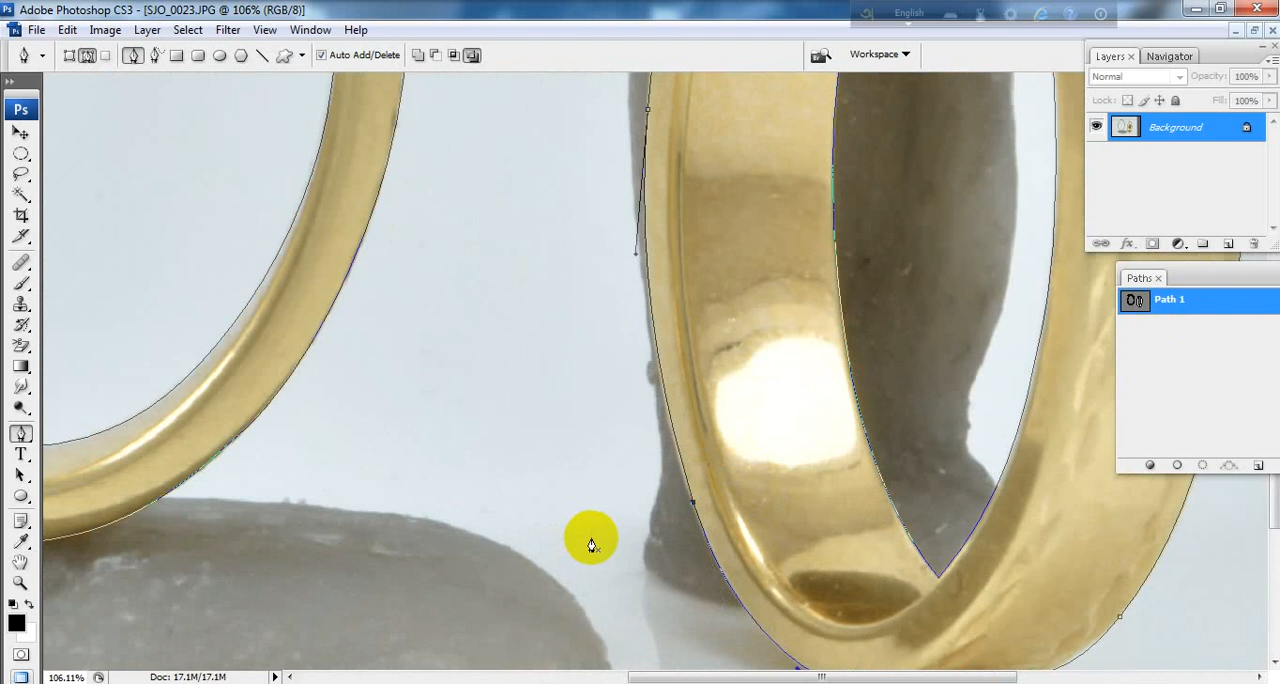 Adobe Photoshop CS3 - [SJO_0023.JPG @ 106% (RGB/8)]
English
File Edit Image Layer Select Filter View Window Help
Auto Add/Delete
Workspace
Layers × Navigator
Normal Opacity: 100%
Lock: Fill: 100%
Background
Ps
Paths ×
Path 1
T
106.11% Doc: 17.1M/17.1M